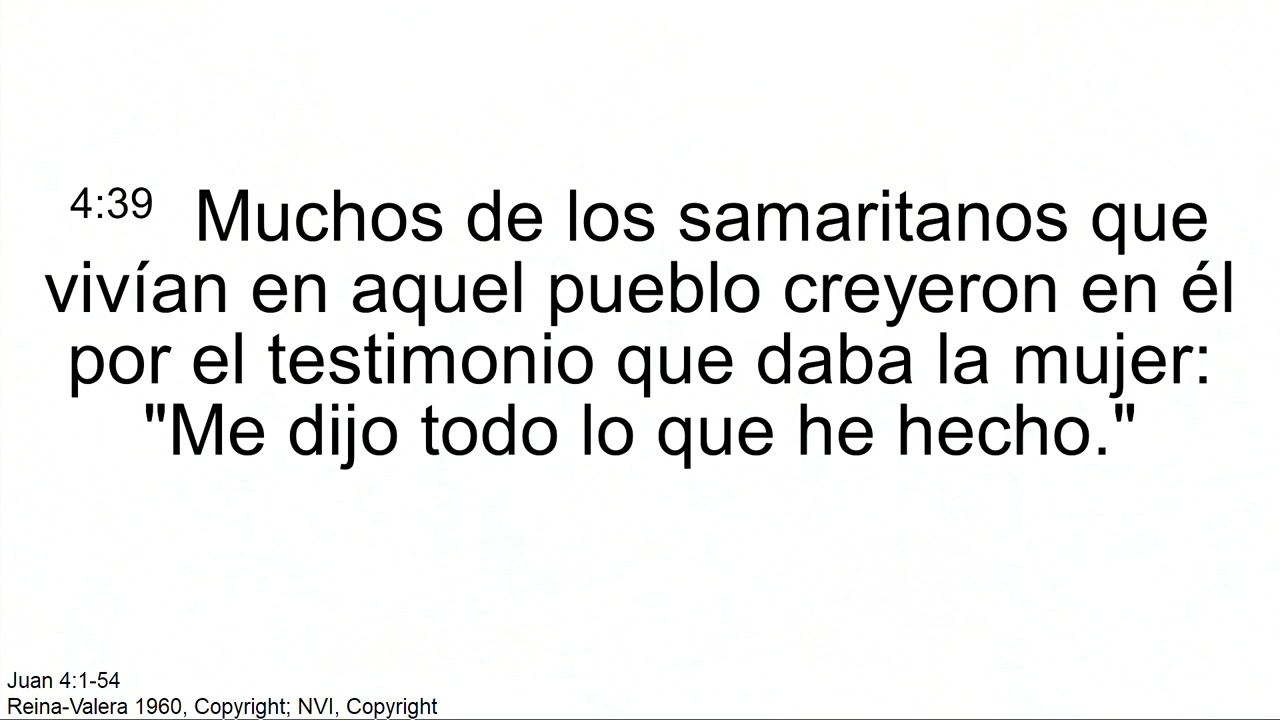 4:39 Muchos de los samaritanos que
vivían en aquel pueblo creyeron en él
por el testimonio que daba la mujer:
"Me dijo todo lo que he hecho."
Juan 4:1-54
Reina-Valera 1960, Copyright; NVI, Copyright